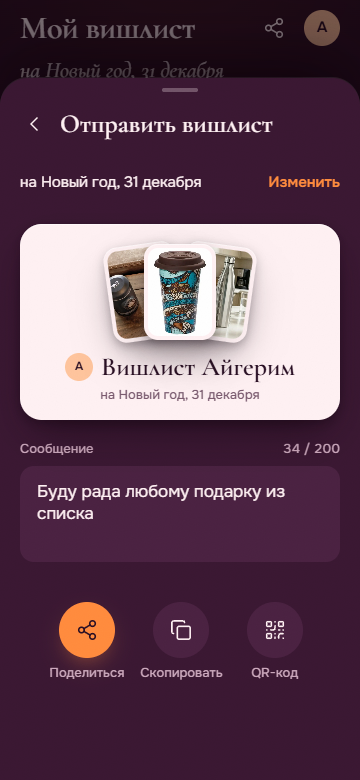 Мой вишлист
А
на Новый год, 31 декабря
Отправить вишлист
на Новый год, 31 декабря
Изменить
А
Вишлист Айгерим
на Новый год, 31 декабря
Сообщение
34 / 200
Буду рада любому подарку из
списка
Поделиться
Скопировать
QR-код